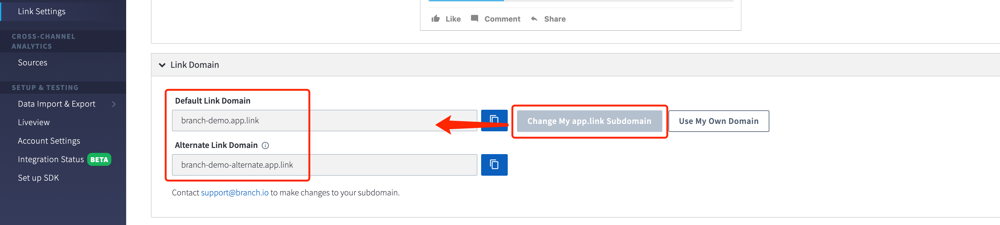 Link Settings
CROSS-CHANNEL
ANALYTICS
Sources
SETUP & TESTING
Data Import & Export
Liveview
Account Settings
Integration Status BETA
Set up SDK
Like Comment Share
Link Domain
Default Link Domain
branch-demo.app.link
Change My app.link Subdomain
Use My Own Domain
Alternate Link Domain
branch-demo-alternate.app.link
Contact support@branch.io to make changes to your subdomain.